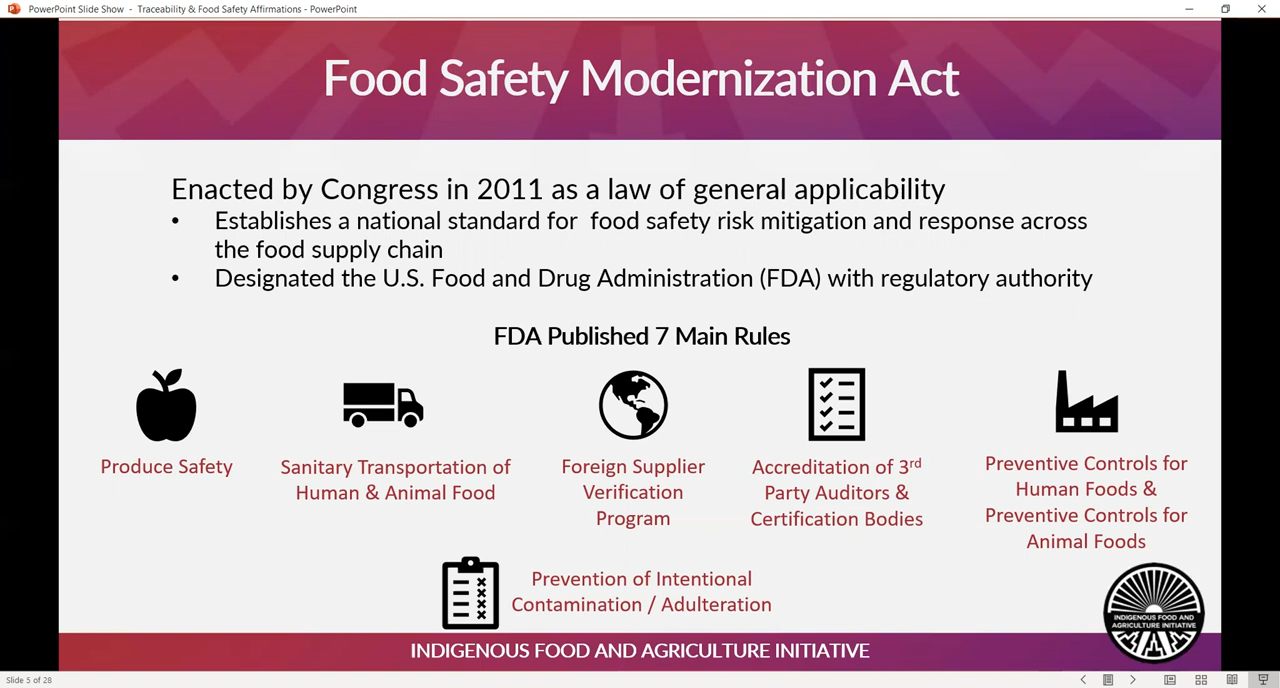 PowerPoint Slide Show - Traceability & Food Safety Affirmations - PowerPoint
Food Safety Modernization Act
Enacted by Congress in 2011 as a law of general applicability
• Establishes a national standard for food safety risk mitigation and response across
the food supply chain
• Designated the U.S. Food and Drug Administration (FDA) with regulatory authority
FDA Published 7 Main Rules
Produce Safety
Sanitary Transportation of
Human & Animal Food
Foreign Supplier
Verification
Program
Accreditation of 3rd
Party Auditors &
Certification Bodies
Preventive Controls for
Human Foods &
Preventive Controls for
Animal Foods
Prevention of Intentional
Contamination / Adulteration
INDIGENOUS FOOD AND
AGRICULTURE INITIATIVE
INDIGENOUS FOOD AND AGRICULTURE INITIATIVE
Slide 5 of 28